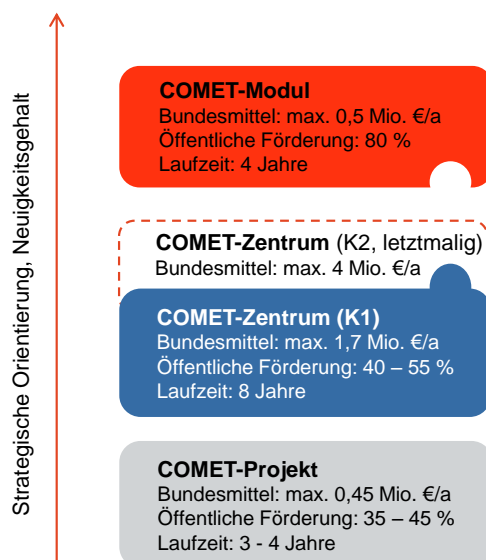 Strategische Orientierung, Neuigkeitsgehalt
COMET-Modul
Bundesmittel: max. 0,5 Mio. €/a
Öffentliche Förderung: 80 %
Laufzeit: 4 Jahre
COMET-Zentrum (K2, letztmalig)
Bundesmittel: max. 4 Mio. €/a
COMET-Zentrum (K1)
Bundesmittel: max. 1,7 Mio. €/a
Öffentliche Förderung: 40 – 55 %
Laufzeit: 8 Jahre
COMET-Projekt
Bundesmittel: max. 0,45 Mio. €/a
Öffentliche Förderung: 35 – 45 %
Laufzeit: 3 - 4 Jahre